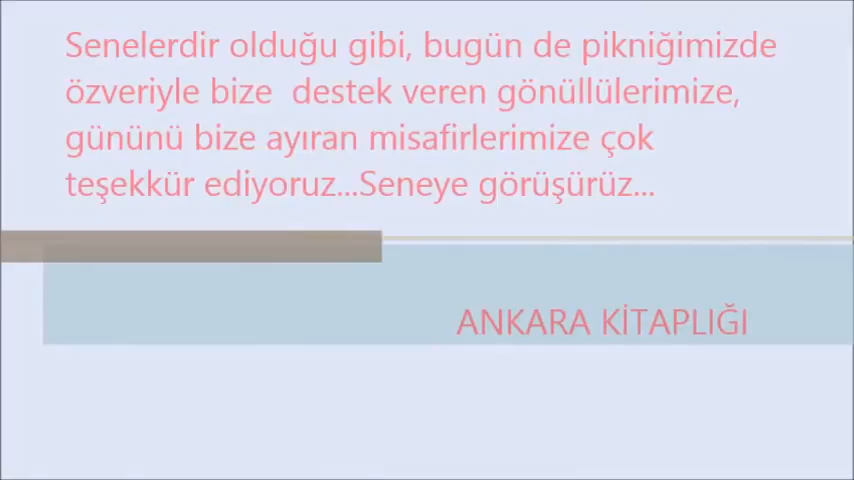 Senelerdir olduğu gibi, bugün de pikniğimizde
özveriyle bize  destek veren gönüllülerimize,
gününü bize ayıran misafirlerimize çok
teşekkür ediyoruz...Seneye görüşürüz...
ANKARA KİTAPLIĞI